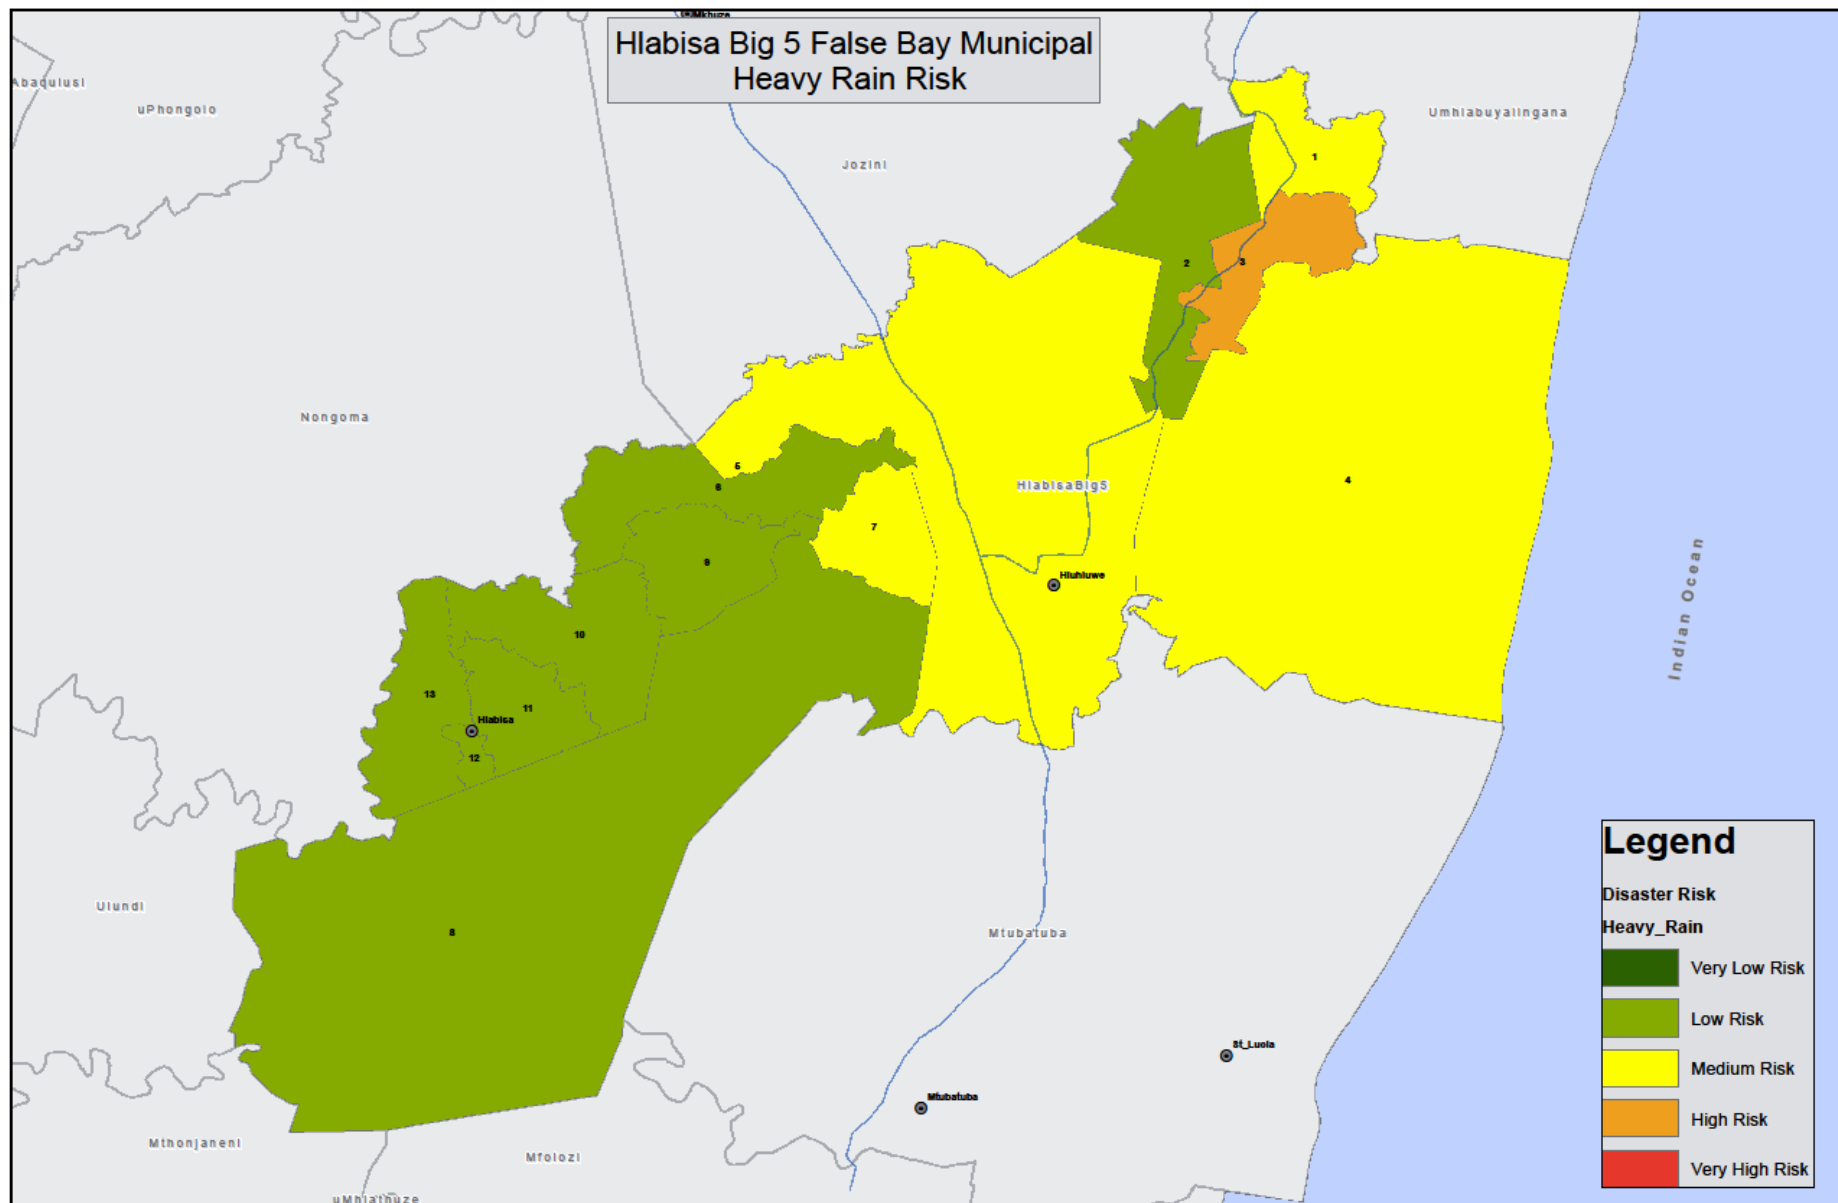 Mkhuze
Hlabisa Big 5 False Bay Municipal
Heavy Rain Risk
Abaqulusi
uPhongolo
Umhlabuyalingana
Jozini
1
2
3
Nongoma
5
6
HlabisaBig5
4
7
9
Hluhluwe
Indian Ocean
10
13
11
Hlabisa
12
Ulundi
8
Mtubatuba
St_Lucia
Mtubatuba
Mthonjaneni
Mfolozi
uMhlathuze
Legend
Disaster Risk
Heavy_Rain
Very Low Risk
Low Risk
Medium Risk
High Risk
Very High Risk